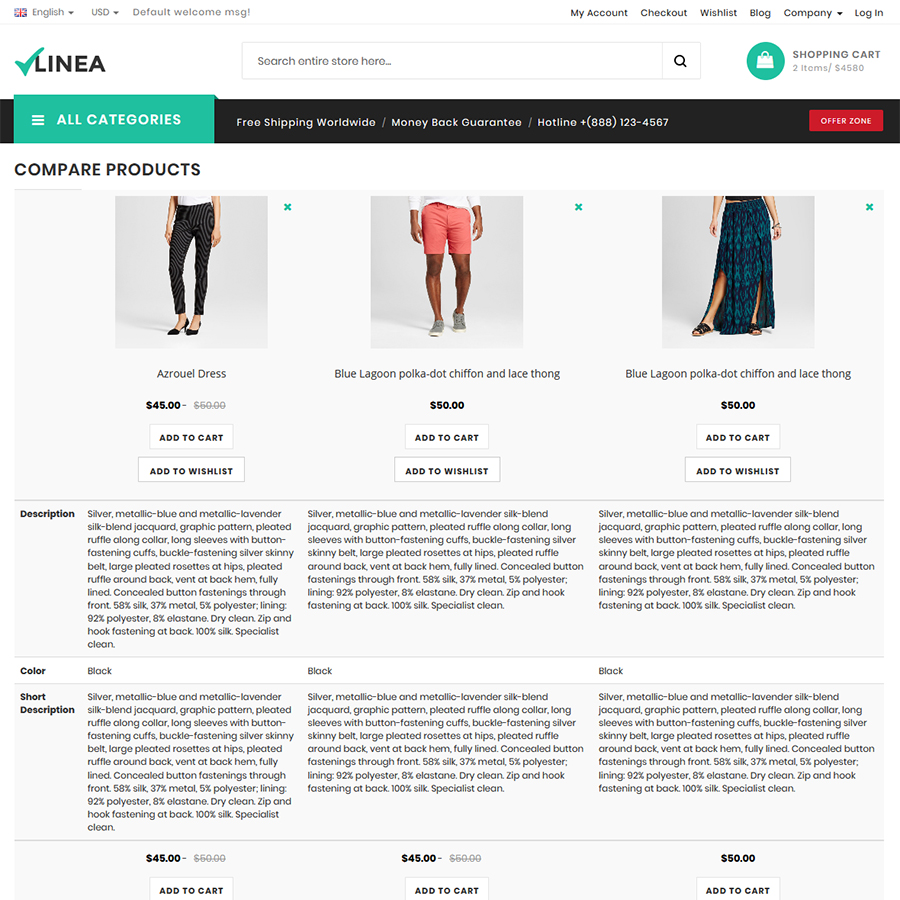 English USD Default welcome msg! My Account Checkout Wishlist Blog Company Log In
LINEA
Search entire store here...
SHOPPING CART
2 Items/ $4580
ALL CATEGORIES
Free Shipping Worldwide / Money Back Guarantee / Hotline +(888) 123-4567
OFFER ZONE
COMPARE PRODUCTS
Azrouel Dress
Blue Lagoon polka-dot chiffon and lace thong
Blue Lagoon polka-dot chiffon and lace thong
$45.00 - $50.00
$50.00
$50.00
ADD TO CART
ADD TO CART
ADD TO CART
ADD TO WISHLIST
ADD TO WISHLIST
ADD TO WISHLIST
Description
Silver, metallic-blue and metallic-lavender
silk-blend jacquard, graphic pattern, pleated
ruffle along collar, long sleeves with button-
fastening cuffs, buckle-fastening silver skinny
belt, large pleated rosettes at hips, pleated
ruffle around back, vent at back hem, fully
lined. Concealed button fastenings through
front. 58% silk, 37% metal, 5% polyester; lining:
92% polyester, 8% elastane. Dry clean. Zip and
hook fastening at back. 100% silk. Specialist
clean.
Silver, metallic-blue and metallic-lavender silk-blend
jacquard, graphic pattern, pleated ruffle along collar, long
sleeves with button-fastening cuffs, buckle-fastening silver
skinny belt, large pleated rosettes at hips, pleated ruffle
around back, vent at back hem, fully lined. Concealed button
fastenings through front. 58% silk, 37% metal, 5% polyester;
lining: 92% polyester, 8% elastane. Dry clean. Zip and hook
fastening at back. 100% silk. Specialist clean.
Silver, metallic-blue and metallic-lavender silk-blend
jacquard, graphic pattern, pleated ruffle along collar, long
sleeves with button-fastening cuffs, buckle-fastening silver
skinny belt, large pleated rosettes at hips, pleated ruffle
around back, vent at back hem, fully lined. Concealed button
fastenings through front. 58% silk, 37% metal, 5% polyester;
lining: 92% polyester, 8% elastane. Dry clean. Zip and hook
fastening at back. 100% silk. Specialist clean.
Color Black Black Black
Short
Description
Silver, metallic-blue and metallic-lavender
silk-blend jacquard, graphic pattern, pleated
ruffle along collar, long sleeves with button-
fastening cuffs, buckle-fastening silver skinny
belt, large pleated rosettes at hips, pleated
ruffle around back, vent at back hem, fully
lined. Concealed button fastenings through
front. 58% silk, 37% metal, 5% polyester; lining:
92% polyester, 8% elastane. Dry clean. Zip and
hook fastening at back. 100% silk. Specialist
clean.
Silver, metallic-blue and metallic-lavender silk-blend
jacquard, graphic pattern, pleated ruffle along collar, long
sleeves with button-fastening cuffs, buckle-fastening silver
skinny belt, large pleated rosettes at hips, pleated ruffle
around back, vent at back hem, fully lined. Concealed button
fastenings through front. 58% silk, 37% metal, 5% polyester;
lining: 92% polyester, 8% elastane. Dry clean. Zip and hook
fastening at back. 100% silk. Specialist clean.
Silver, metallic-blue and metallic-lavender silk-blend
jacquard, graphic pattern, pleated ruffle along collar, long
sleeves with button-fastening cuffs, buckle-fastening silver
skinny belt, large pleated rosettes at hips, pleated ruffle
around back, vent at back hem, fully lined. Concealed button
fastenings through front. 58% silk, 37% metal, 5% polyester;
lining: 92% polyester, 8% elastane. Dry clean. Zip and hook
fastening at back. 100% silk. Specialist clean.
$45.00 - $50.00
$45.00 - $50.00
$50.00
ADD TO CART
ADD TO CART
ADD TO CART